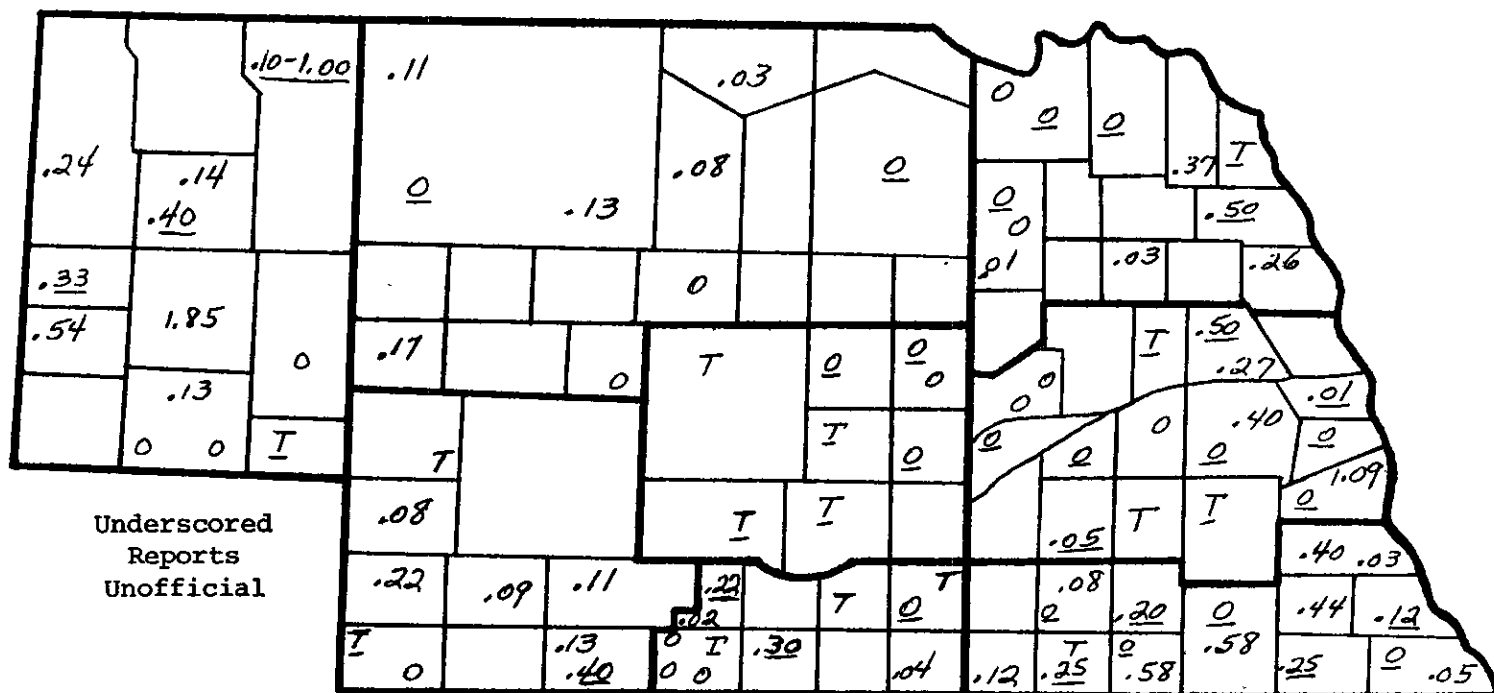 .10-1.00 .11
.03
0
0 0
.24 .14 .08 0 .37 T
.40 0 .13 0
0 .50
.33 .01 .03 .26
0
.54 1.85
.17 T 0 0 T .50
0 0 0 .27
.13 0 .01
0
0 0 T T T 0 0 0 0 .40 0
0 0 1.09
.08 T T T T 0
.05
Underscored
Reports
Unofficial
.40 .03
.22 .09 .11 .22 T T .08
.02 0 0 .20 0 .44 .12
T 0 .13 0 T .30 T 0 .58 0
.40 0 0 .04 .12 .25 .58 .25 .05